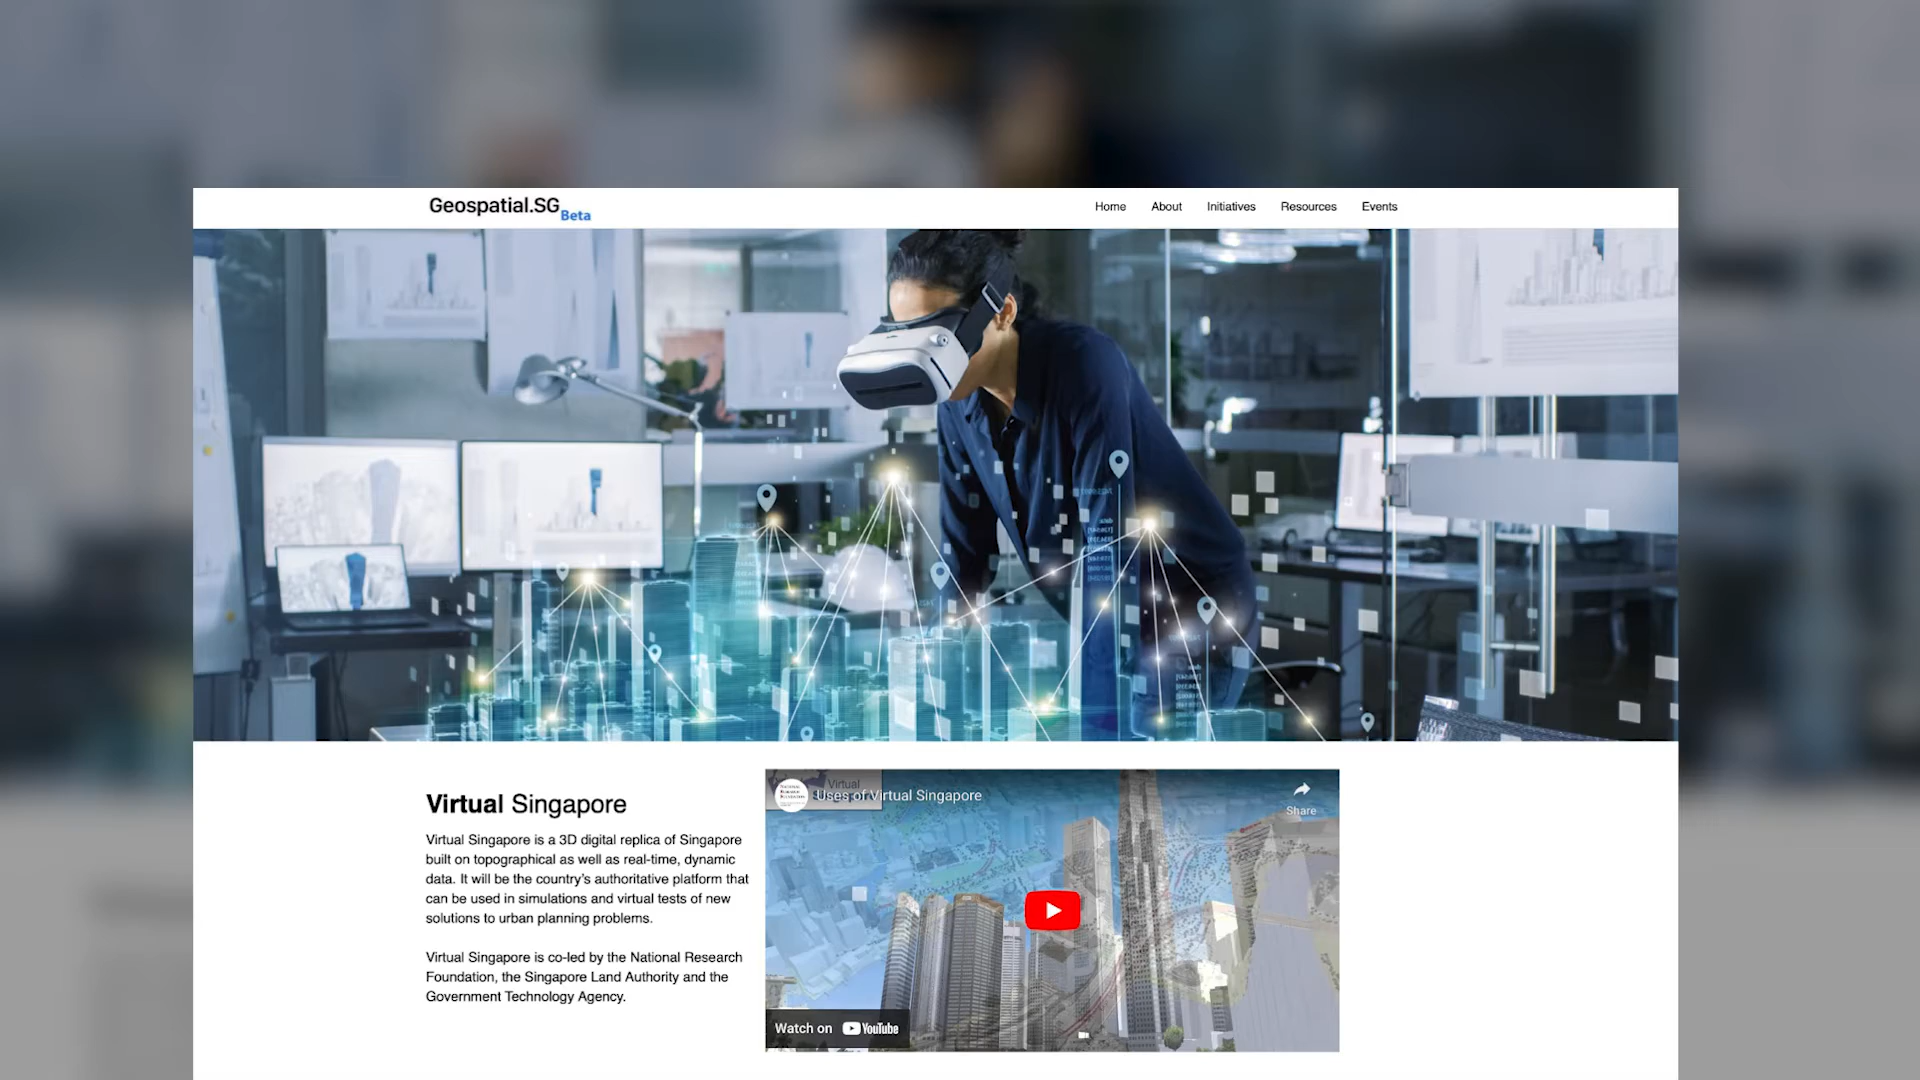 Geospatial.SG Beta
Home About Initiatives Resources Events
Virtual Singapore
Virtual Singapore is a 3D digital replica of Singapore
built on topographical as well as real-time, dynamic
data. It will be the country's authoritative platform that
can be used in simulations and virtual tests of new
solutions to urban planning problems.
Virtual Singapore is co-led by the National Research
Foundation, the Singapore Land Authority and the
Government Technology Agency.
Virtual
Uses of Virtual Singapore
Share
Watch on YouTube